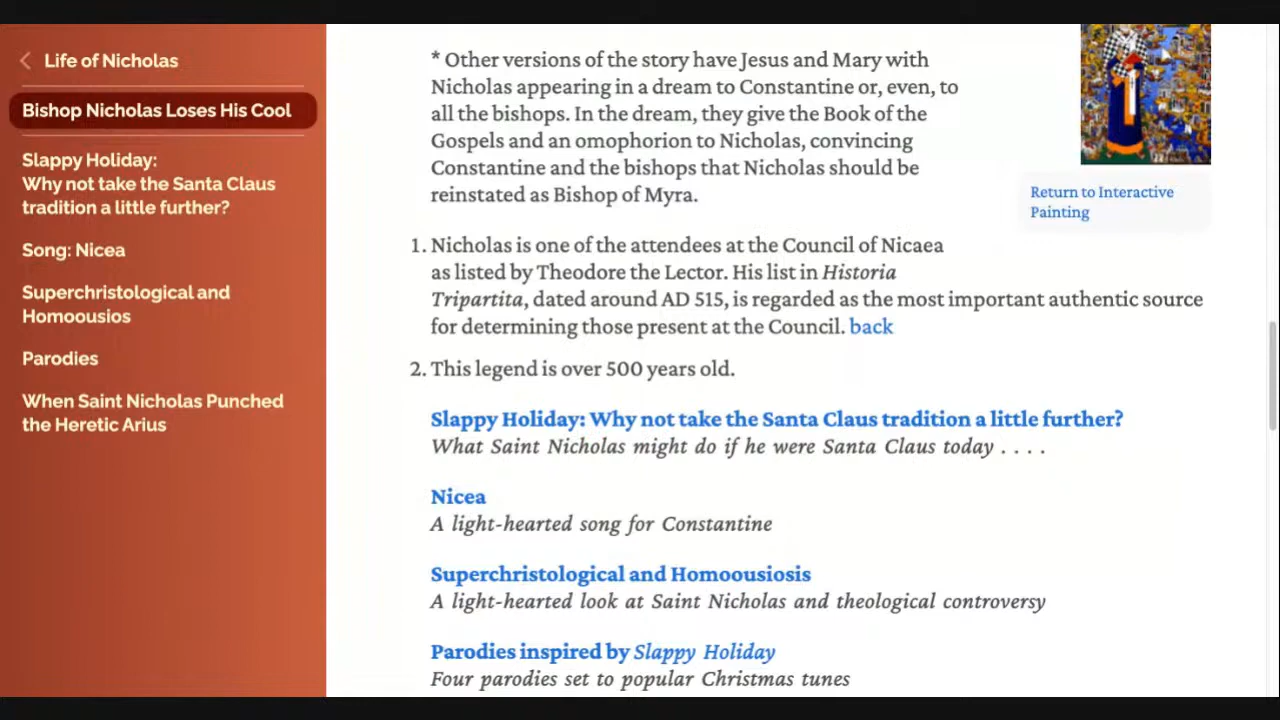 Life of Nicholas
Bishop Nicholas Loses His Cool
Slappy Holiday:
Why not take the Santa Claus
tradition a little further?
Song: Nicea
Superchristological and
Homoousios
Parodies
When Saint Nicholas Punched
the Heretic Arius
* Other versions of the story have Jesus and Mary with
Nicholas appearing in a dream to Constantine or, even, to
all the bishops. In the dream, they give the Book of the
Gospels and an omophorion to Nicholas, convincing
Constantine and the bishops that Nicholas should be
reinstated as Bishop of Myra.
Return to Interactive
Painting
1. Nicholas is one of the attendees at the Council of Nicaea
as listed by Theodore the Lector. His list in Historia
Tripartita, dated around AD 515, is regarded as the most important authentic source
for determining those present at the Council. back
2. This legend is over 500 years old.
Slappy Holiday: Why not take the Santa Claus tradition a little further?
What Saint Nicholas might do if he were Santa Claus today . . . .
Nicea
A light-hearted song for Constantine
Superchristological and Homoousiosis
A light-hearted look at Saint Nicholas and theological controversy
Parodies inspired by Slappy Holiday
Four parodies set to popular Christmas tunes